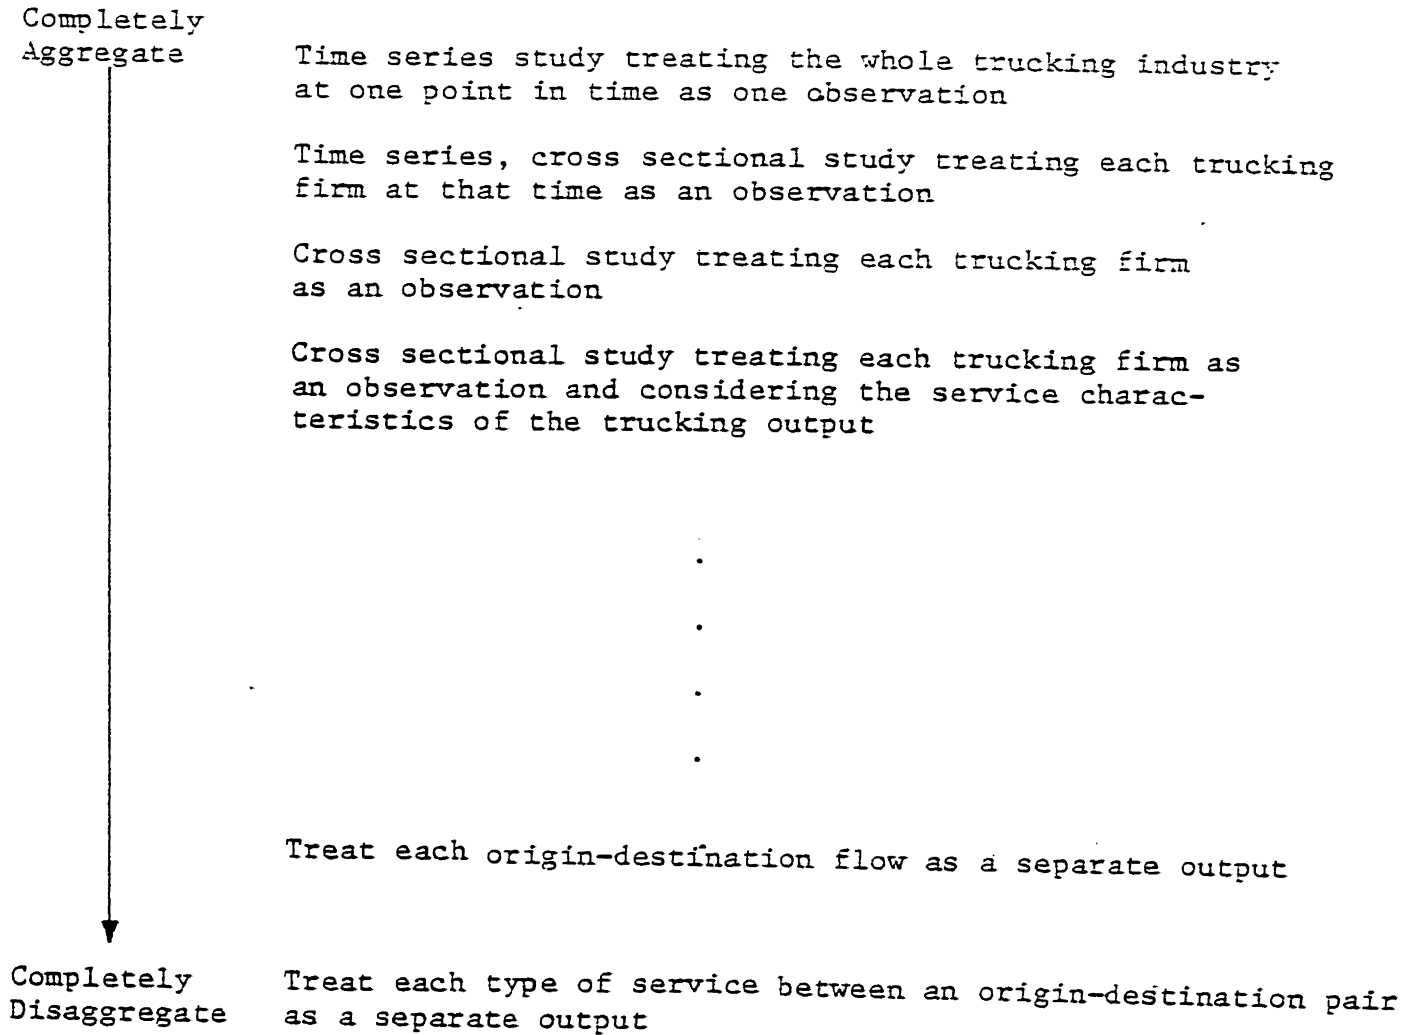 Completely
Aggregate
Time series study treating the whole trucking industry
at one point in time as one observation
Time series, cross sectional study treating each trucking
firm at that time as an observation
Cross sectional study treating each trucking firm
as an observation
Cross sectional study treating each trucking firm as
an observation and considering the service charac-
teristics of the trucking output
.
.
.
.
Treat each origin-destination flow as a separate output
Completely
Disaggregate
Treat each type of service between an origin-destination pair
as a separate output